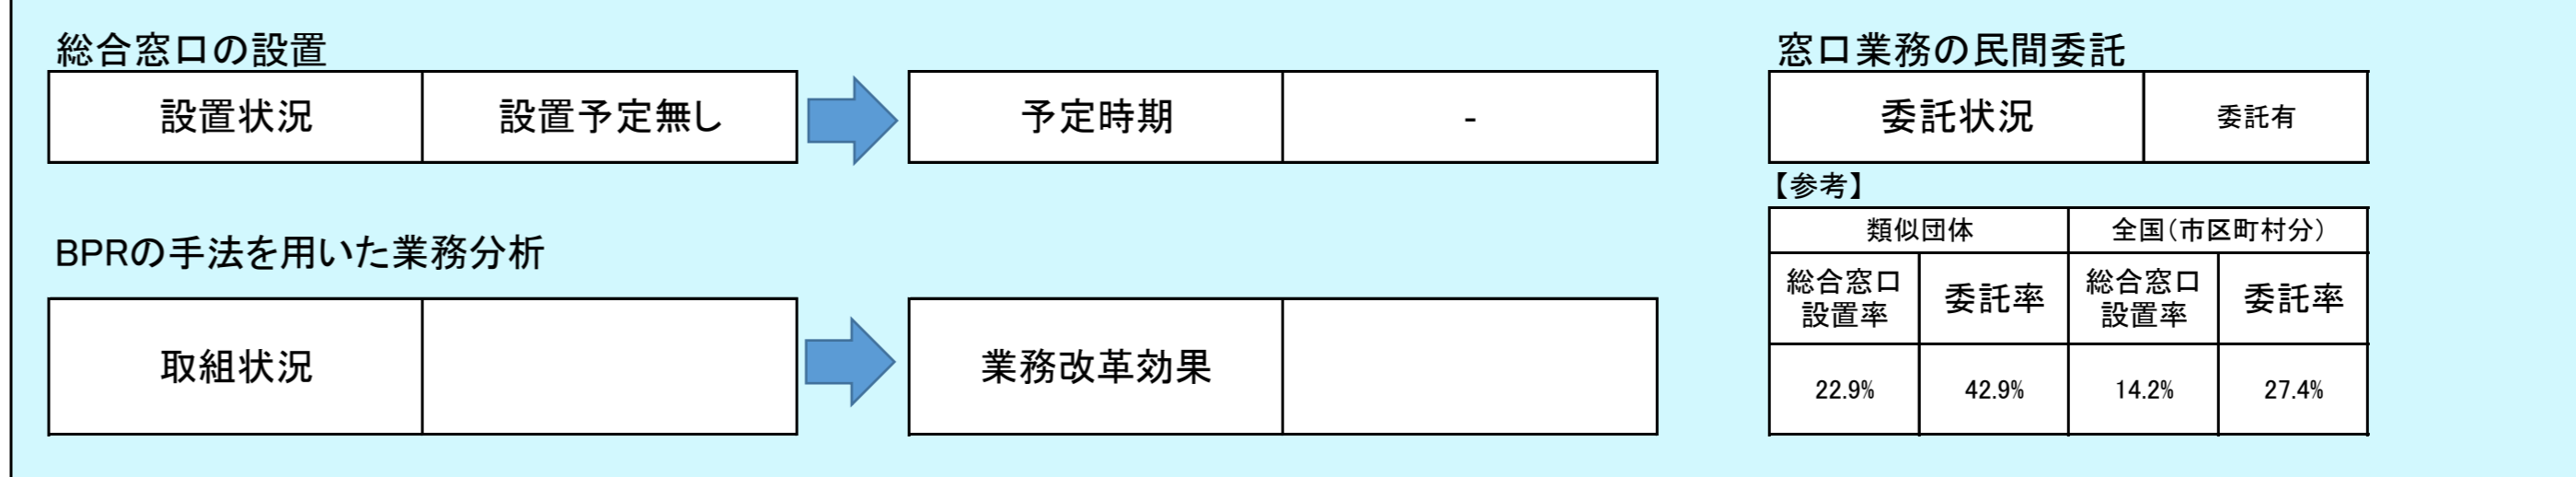 総合窓口の設置
設置状況 設置予定無し 予定時期 -
BPRの手法を用いた業務分析
取組状況 業務改革効果
窓口業務の民間委託
委託状況 委託有
【参考】
類似団体 全国(市区町村分)
総合窓口 委託率 総合窓口 委託率
設置率 設置率
22.9% 42.9% 14.2% 27.4%